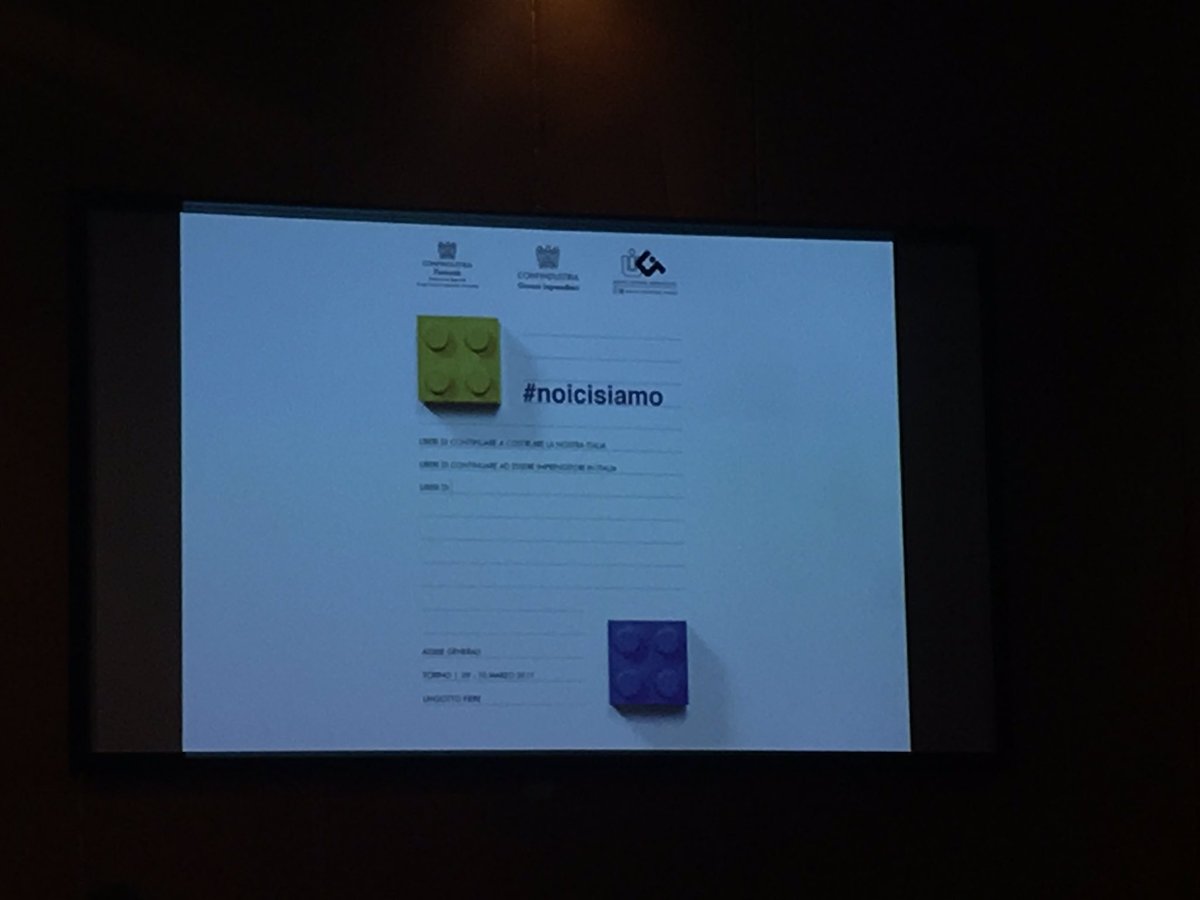 CONFINDUSTRIA
Piemonte
CONFINDUSTRIA
Giovani Imprenditori
#noicisiamo
LIBERI DI CONTINUARE A COSTRUIRE LA NOSTRA ITALIA
LIBERI DI CONTINUARE AD ESSERE IMPRENDITORI IN ITALIA
LIBERI DI
ASSISE GENERALI
TORINO | 09 - 10 MARZO 2017
LINGOTTO FIERE